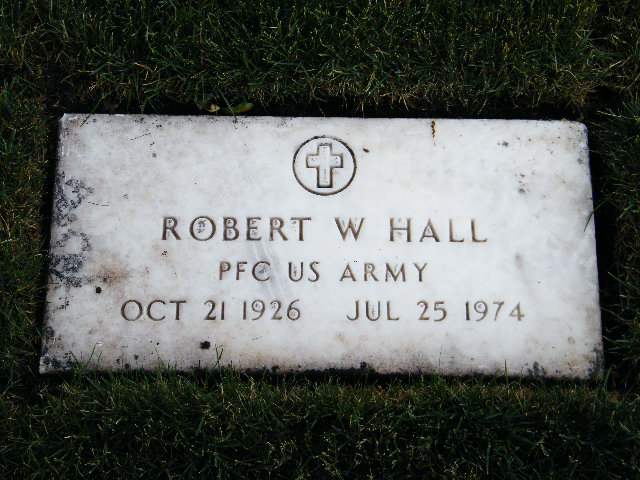 ROBERT W HALL
PFC US ARMY
OCT 21 1926 JUL 25 1974